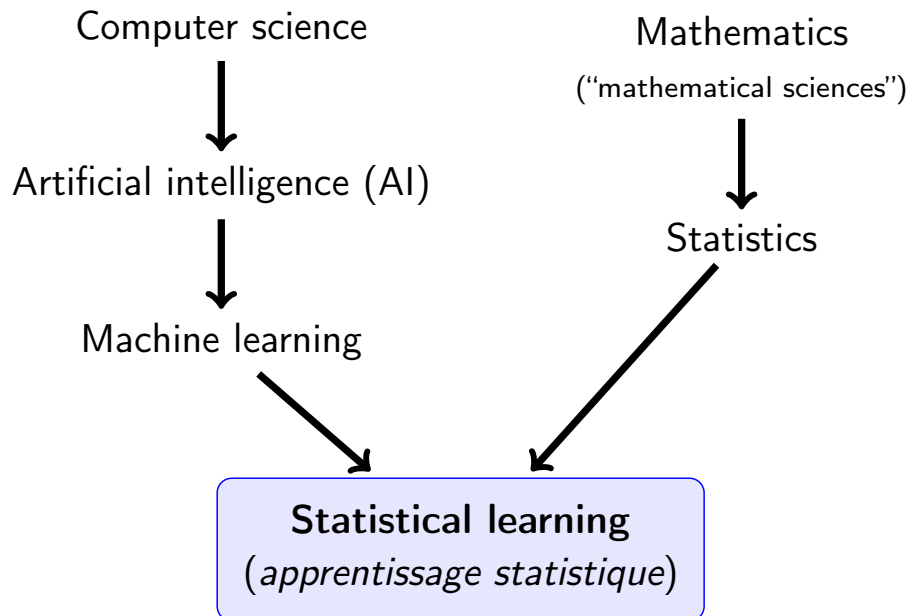 Computer science
Mathematics
(“mathematical sciences”)
Artificial intelligence (AI)
Statistics
Machine learning
Statistical learning
(apprentissage statistique)